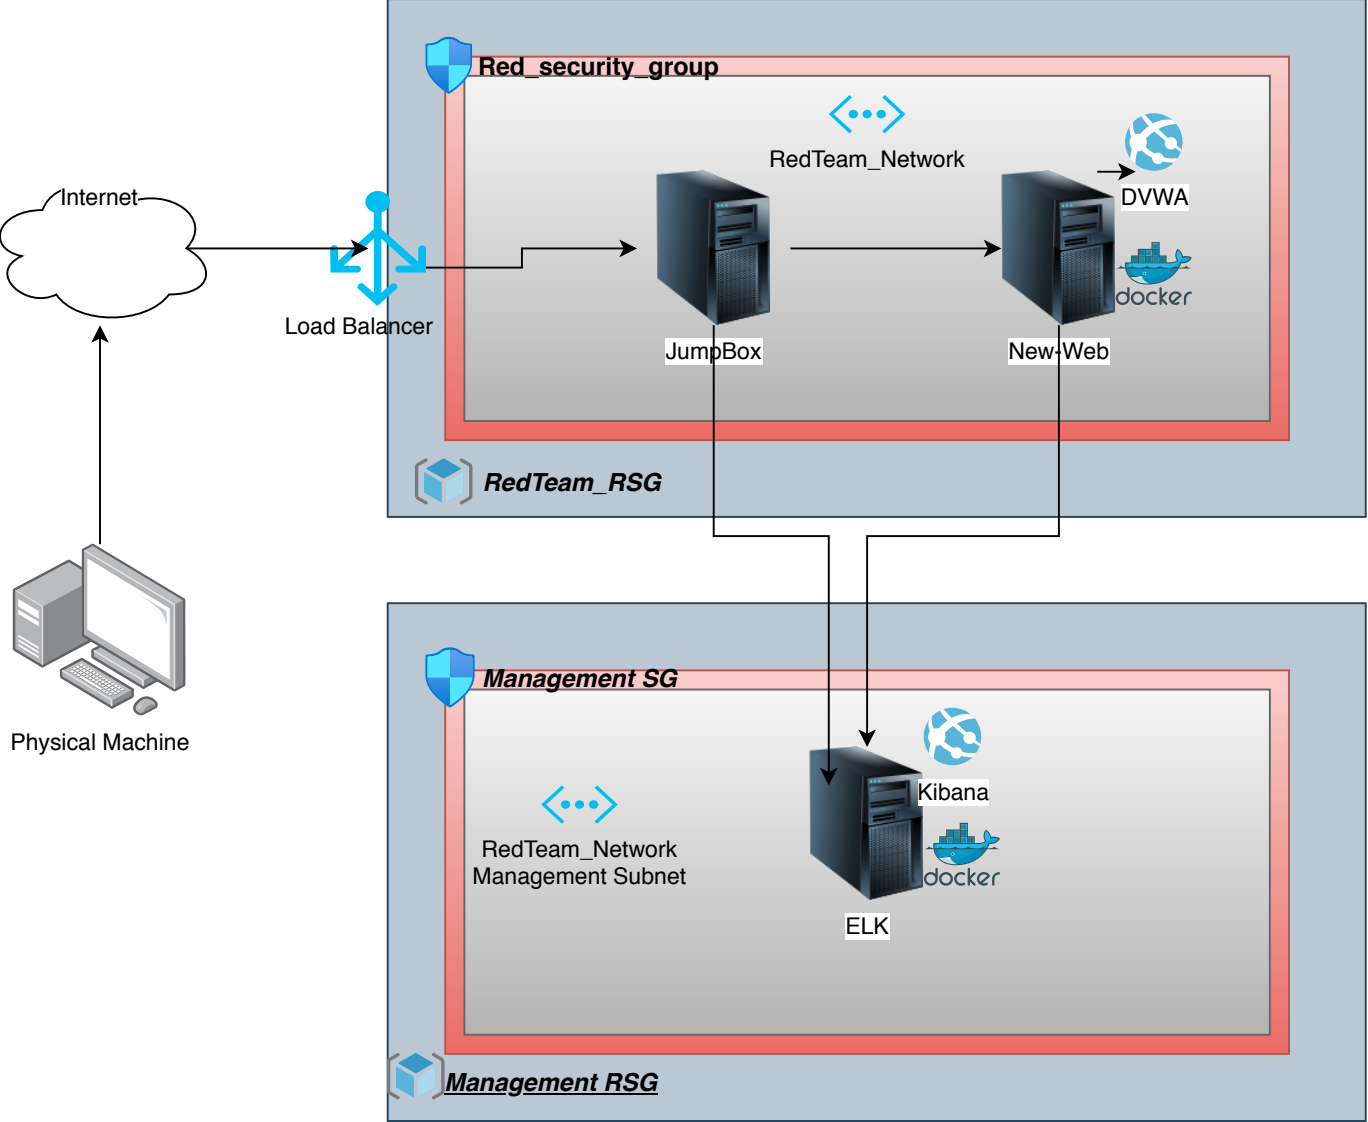 Red_security_group
RedTeam_Network
DVWA
docker
Internet
Load Balancer
JumpBox
New-Web
RedTeam_RSG
Physical Machine
Management SG
Kibana
docker
RedTeam_Network
Management Subnet
ELK
Management RSG